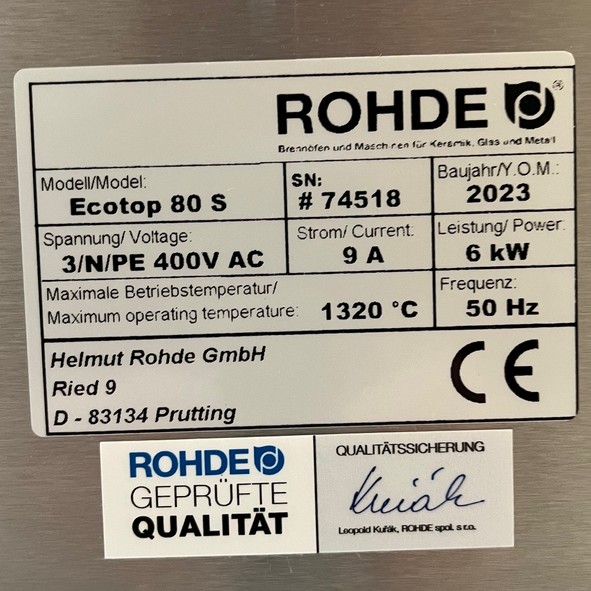 ROHDE ®
Brennöfen und Maschinen für Keramik, Glas und Metall
Modell/Model:
Ecotop 80 S
SN:
# 74518
Baujahr/Y.O.M.:
2023
Spannung/ Voltage:
3/N/PE 400V AC
Strom/ Current:
9 A
Leistung/ Power:
6 kW
Maximale Betriebstemperatur/
Maximum operating temperature: 1320 °C
Frequenz:
50 Hz
Helmut Rohde GmbH
Ried 9
D - 83134 Prutting
CE
ROHDE
GEPRÜFTE
QUALITÄT
QUALITÄTSSICHERUNG
Leopold Kuřák, ROHDE spol. s r.o.